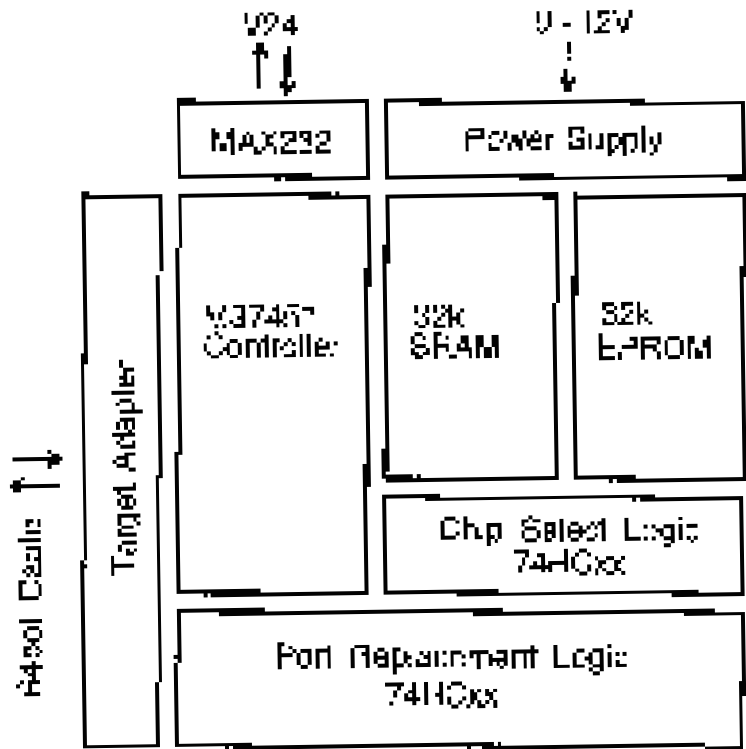 V24
9 - 12V
MAX232
Power Supply
Controller
32k
SRAM
32k
EPROM
Target Adapter
Chip Select Logic
74HCxx
Port Replacement Logic
74HCxx